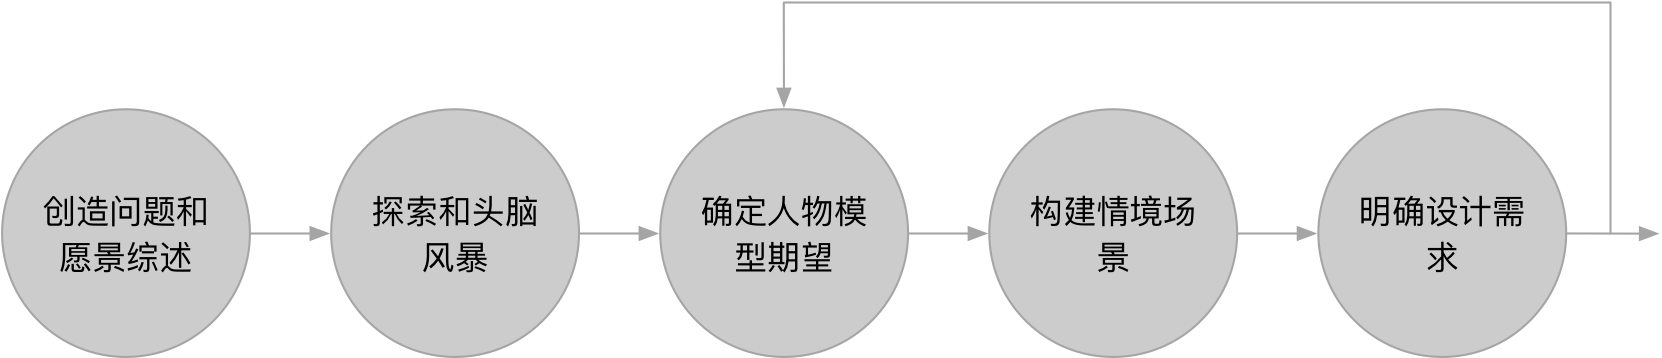 创造问题和
愿景综述
探索和头脑
风暴
确定人物模
型期望
构建情境场
景
明确设计需
求